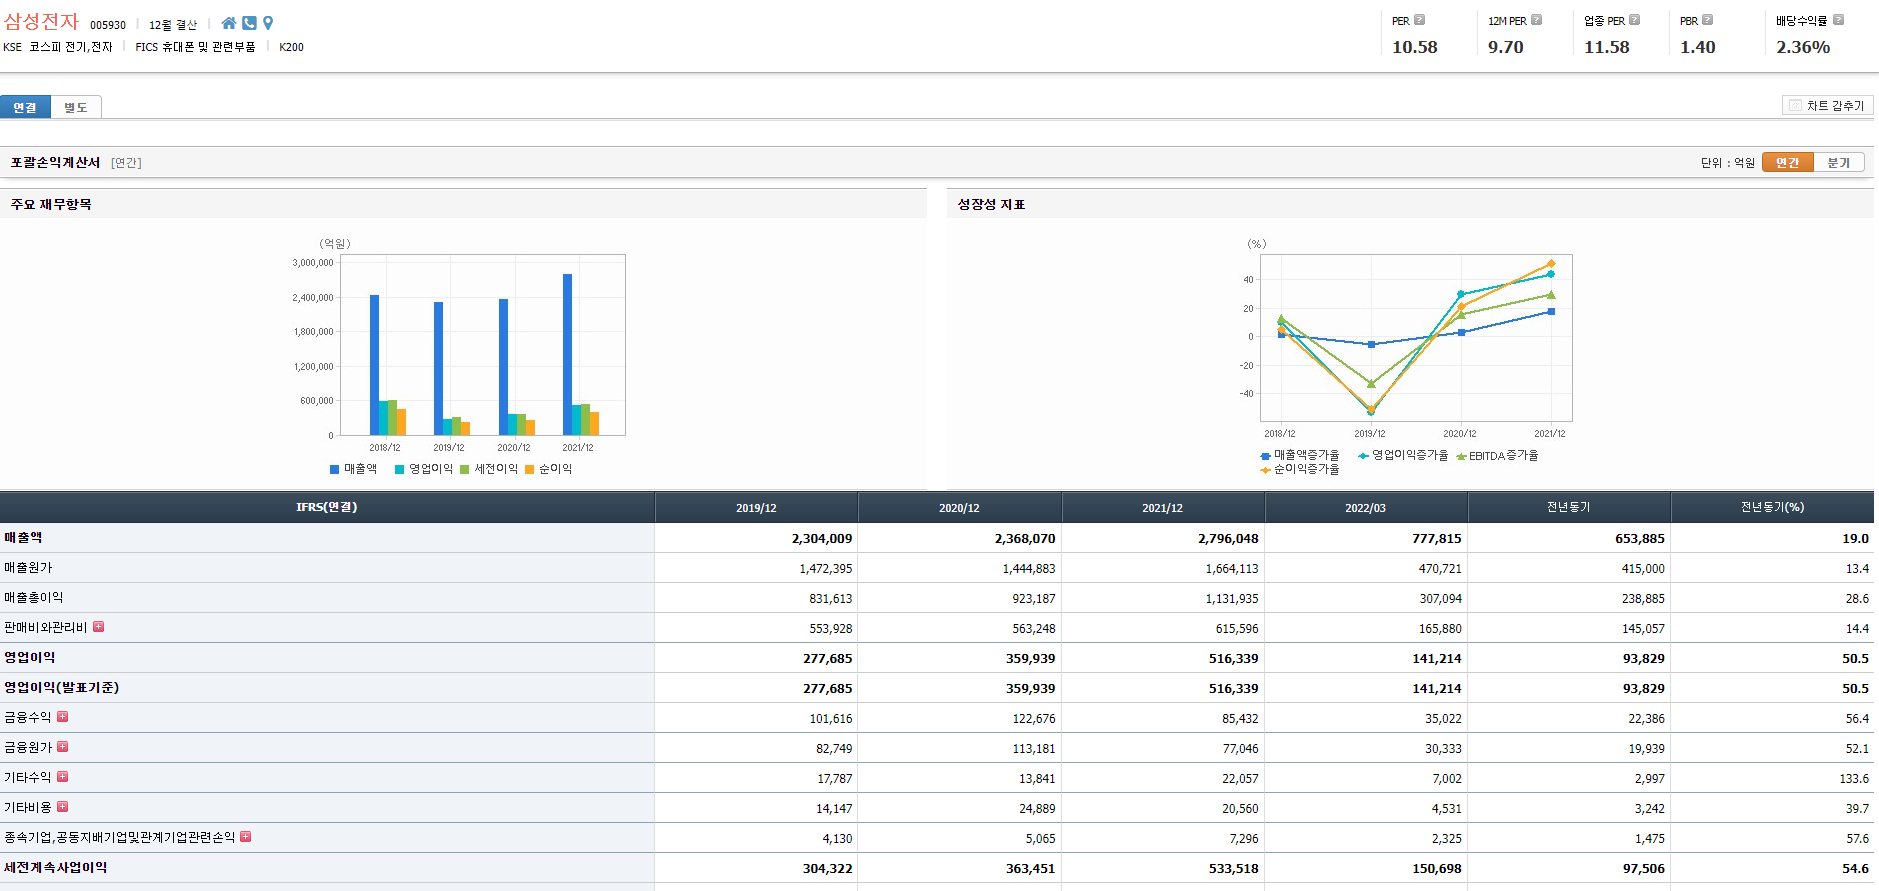 삼성전자 005930 12월 결산
KSE 코스피 전기,전자 FICS 휴대폰 및 관련부품 K200
PER 12M PER 업종 PER PBR 배당수익률
10.58 9.70 11.58 1.40 2.36%
연결 별도
차트 감추기
포괄손익계산서 [연간]
단위 : 억원 연간 분기
주요 재무항목
(억원)
3,000,000
2,400,000
1,800,000
1,200,000
600,000
0
2018/12 2019/12 2020/12 2021/12
매출액 영업이익 세전이익 순이익
성장성 지표
(%)
40
20
0
-20
-40
2018/12 2019/12 2020/12 2021/12
매출액증가율 영업이익증가율 EBITDA증가율
순이익증가율
IFRS(연결) 2019/12 2020/12 2021/12 2022/03 전년동기 전년동기(%)
매출액 2,304,009 2,368,070 2,796,048 777,815 653,885 19.0
매출원가 1,472,395 1,444,883 1,664,113 470,721 415,000 13.4
매출총이익 831,613 923,187 1,131,935 307,094 238,885 28.6
판매비와관리비 553,928 563,248 615,596 165,880 145,057 14.4
영업이익 277,685 359,939 516,339 141,214 93,829 50.5
영업이익(발표기준) 277,685 359,939 516,339 141,214 93,829 50.5
금융수익 101,616 122,676 85,432 35,022 22,386 56.4
금융원가 82,749 113,181 77,046 30,333 19,939 52.1
기타수익 17,787 13,841 22,057 7,002 2,997 133.6
기타비용 14,147 24,889 20,560 4,531 3,242 39.7
종속기업,공동지배기업및관계기업관련손익 4,130 5,065 7,296 2,325 1,475 57.6
세전계속사업이익 304,322 363,451 533,518 150,698 97,506 54.6